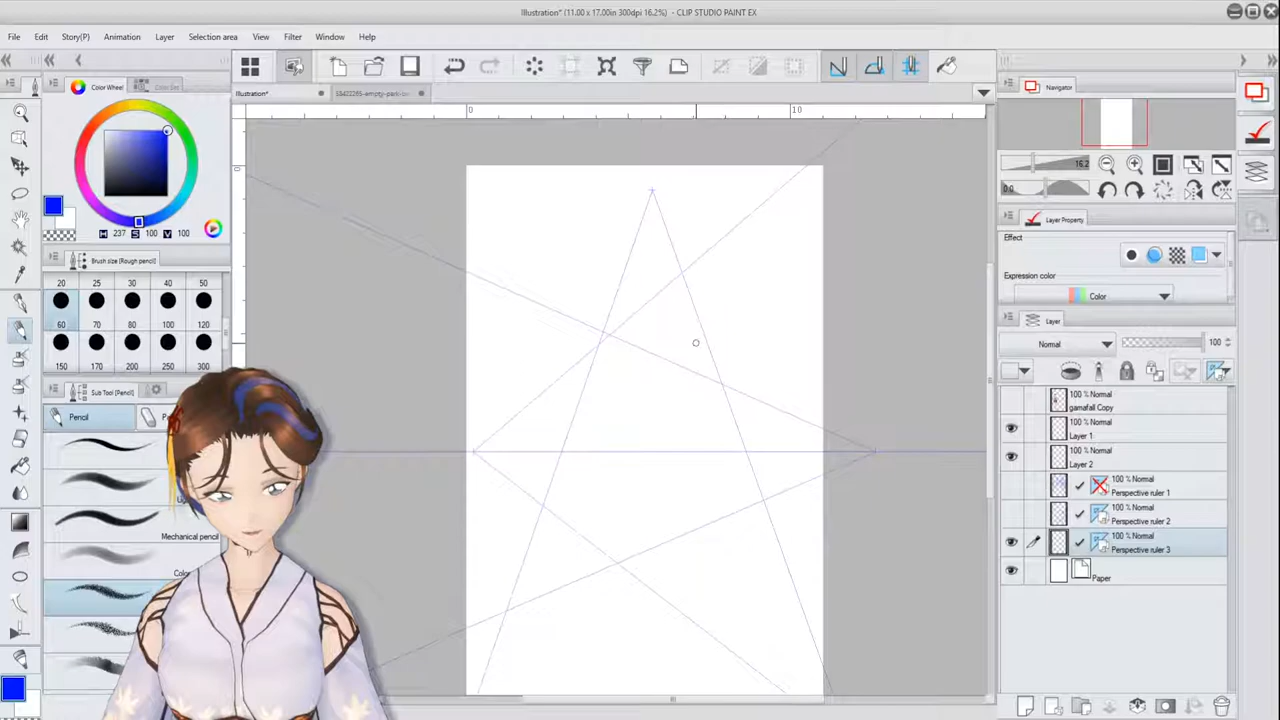 Illustration* (11.00 x 17.00in 300dpi 16.2%) - CLIP STUDIO PAINT EX
File Edit Story(P) Animation Layer Selection area View Filter Window Help
Color Wheel
Illustration*
0 10
0
Navigator
16.2
0.0
H 237 S 100 V 100
Brush size [Rough pencil]
20 25 30 40 50
60 70 80 100 120
150 170 200 250 300
Sub Tool [Pencil]
Pencil
Mechanical pencil
Layer Property
Effect
Expression color
Color
Layer
Normal 100
100 % Normal
gamafall Copy
100 % Normal
Layer 1
100 % Normal
Layer 2
100 % Normal
Perspective ruler 1
100 % Normal
Perspective ruler 2
100 % Normal
Perspective ruler 3
Paper